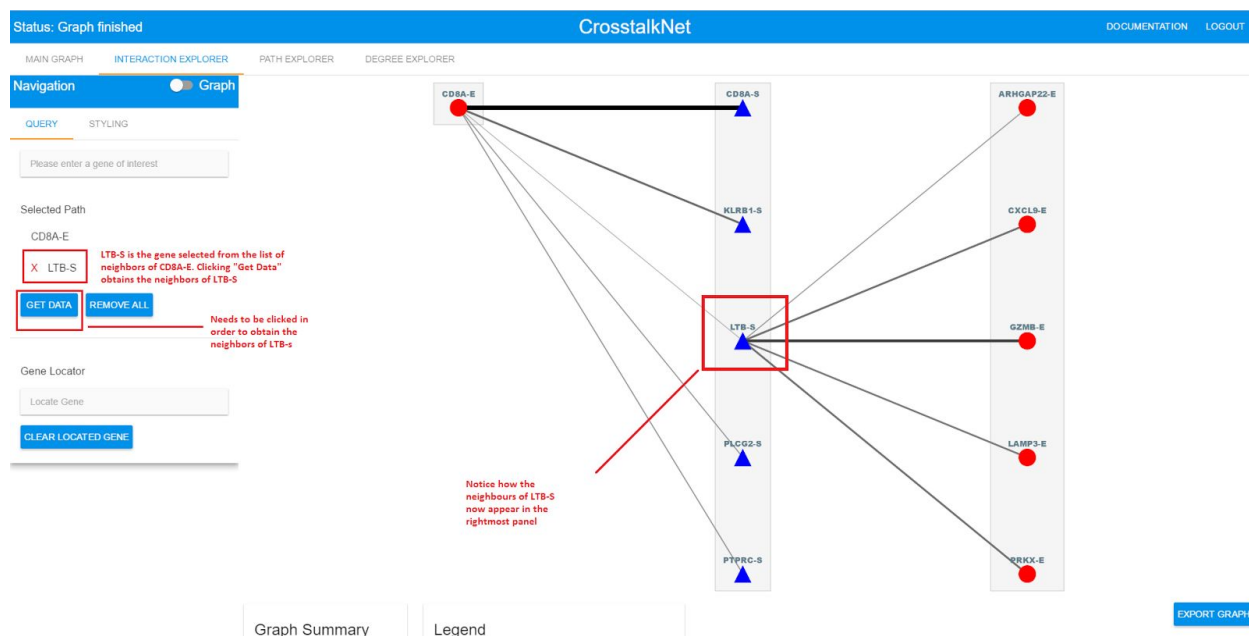 Status: Graph finished
CrosstalkNet
DOCUMENTATION
LOGOUT
MAIN GRAPH
INTERACTION EXPLORER
PATH EXPLORER
DEGREE EXPLORER
Navigation
Graph
QUERY
STYLING
Please enter a gene of interest
Selected Path
CD8A-E
X LTB-S
LTB-S is the gene selected from the list of
neighbors of CD8A-E. Clicking "Get Data"
obtains the neighbors of LTB-S
GET DATA
REMOVE ALL
Needs to be clicked in
order to obtain the
neighbors of LTB-s
Gene Locator
Locate Gene
CLEAR LOCATED GENE
CD8A-E
CD8A-S
KLRB1-S
LTB-S
PLCG2-S
PTPRC-S
ARHGAP22-E
CXCL9-E
GZMB-E
LAMP3-E
PRKX-E
Notice how the
neighbours of LTB-S
now appear in the
rightmost panel
Graph Summary
Legend
EXPORT GRAPH